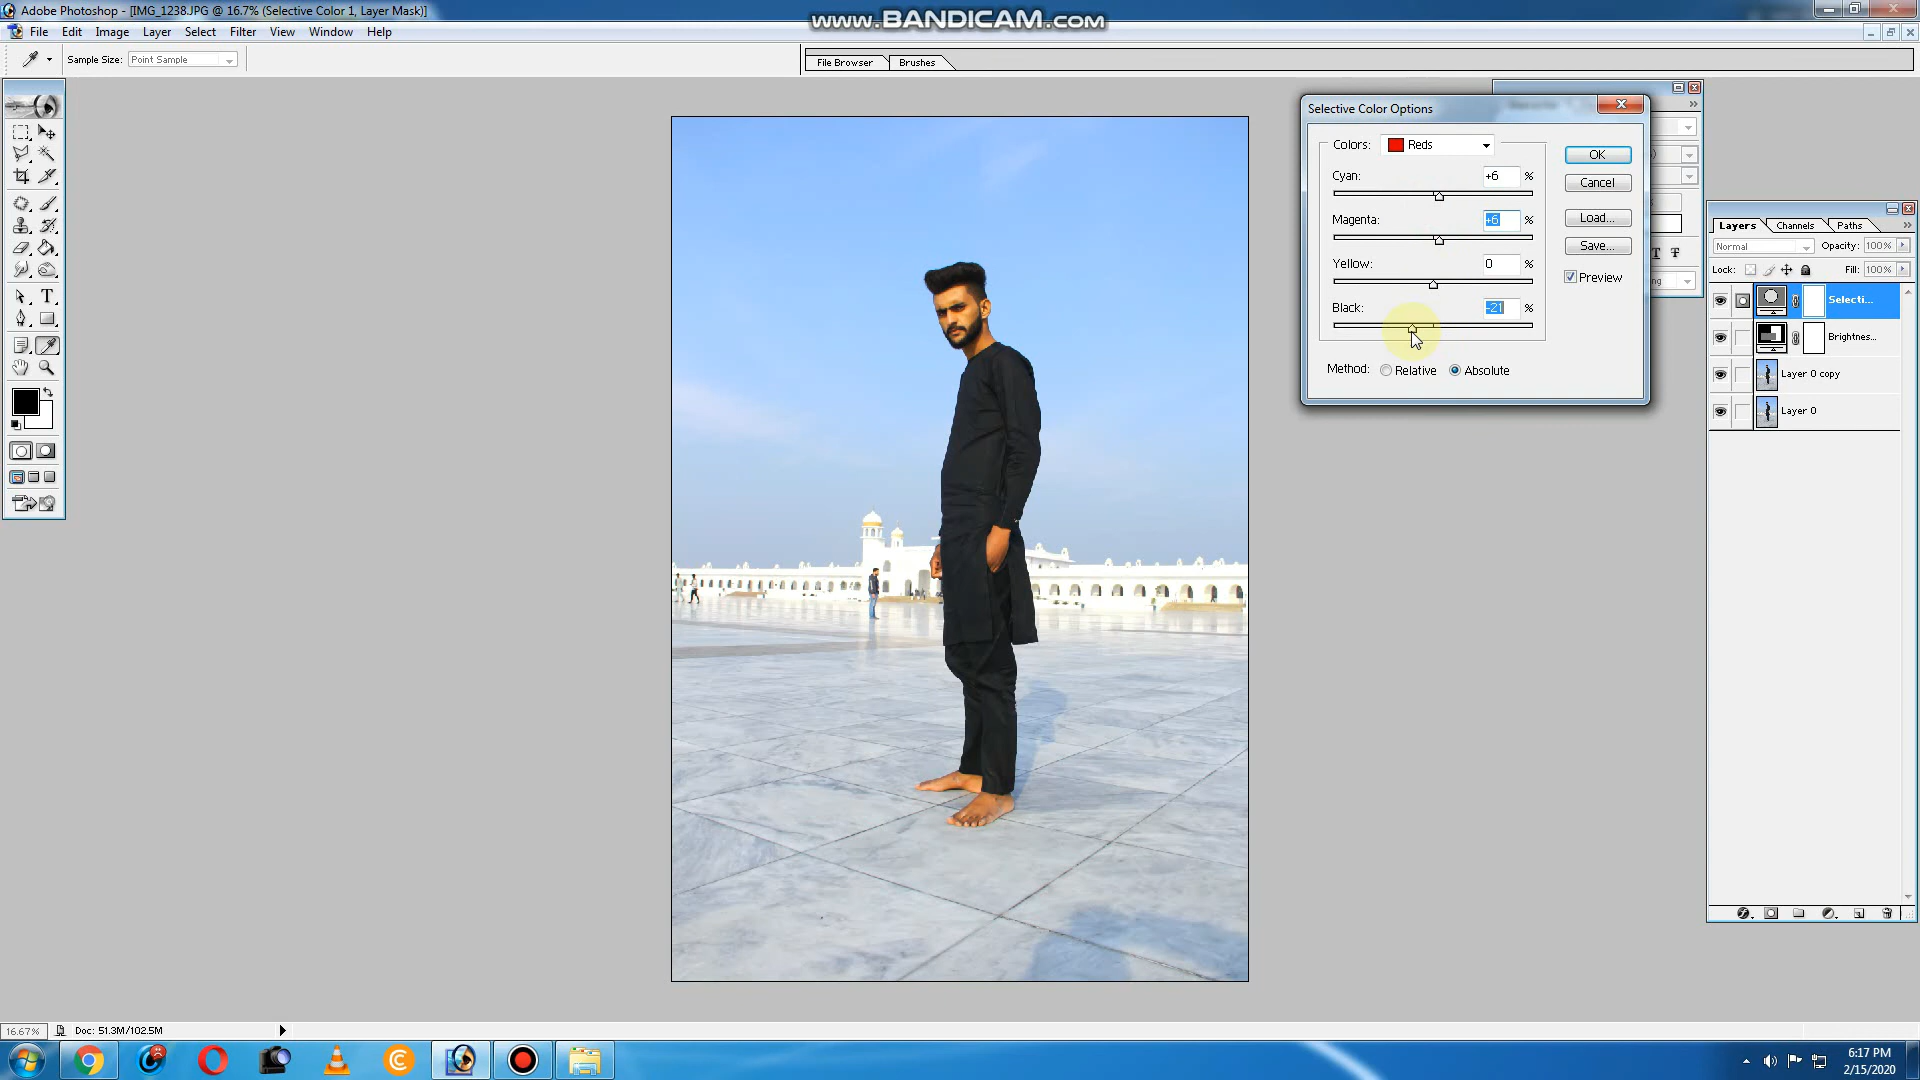 Adobe Photoshop - [IMG_1238.JPG @ 16.7% (Selective Color 1, Layer Mask)]
www.BANDICAM.com
File Edit Image Layer Select Filter View Window Help
Sample Size: Point Sample
File Browser Brushes
Selective Color Options
Colors: Reds
OK
Cyan: +6 %
Cancel
Magenta: +6 %
Load...
Save...
Yellow: 0 %
Preview
Black: -21 %
Method: Relative Absolute
Layers Channels Paths
Normal Opacity: 100%
Lock: Fill: 100%
Selecti...
Brightnes...
Layer 0 copy
Layer 0
16.67% Doc: 51.3M/102.5M
6:17 PM
2/15/2020